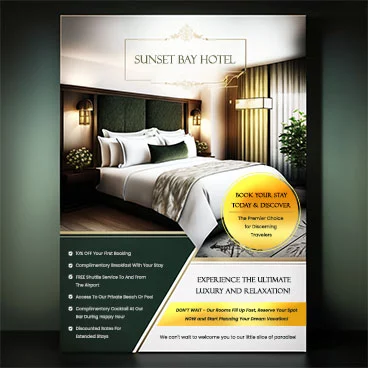 SUNSET BAY HOTEL
BOOK YOUR STAY
TODAY & DISCOVER
The Premier Choice
for Discerning
Travelers
10% OFF Your First Booking
Complimentary Breakfast With Your Stay
FREE Shuttle Service To And From
The Airport
Access To Our Private Beach Or Pool
Complimentary Cocktail At Our
Bar During Happy Hour
Discounted Rates For
Extended Stays
EXPERIENCE THE ULTIMATE
LUXURY AND RELAXATION!
DON'T WAIT - Our Rooms Fill Up Fast, Reserve Your Spot
NOW and Start Planning Your Dream Vacation!
We can't wait to welcome you to our little slice of paradise!